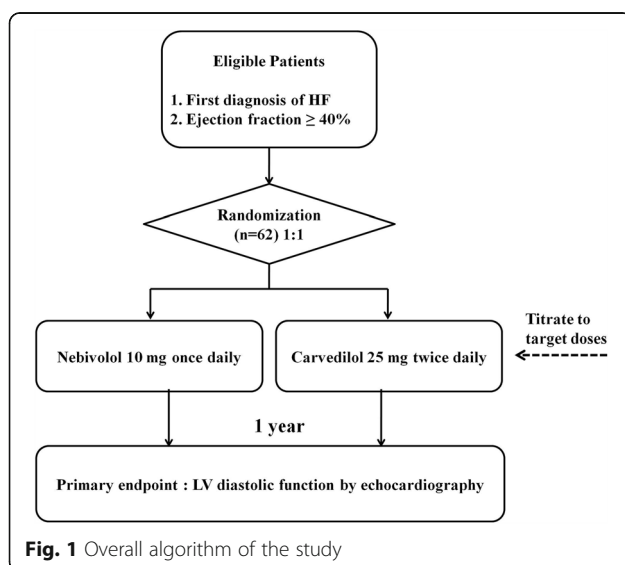 Eligible Patients
1. First diagnosis of HF
2. Ejection fraction ≥ 40%
Randomization
(n=62) 1:1
Nebivolol 10 mg once daily
Carvedilol 25 mg twice daily
Titrate to
target doses
1 year
Primary endpoint : LV diastolic function by echocardiography
Fig. 1 Overall algorithm of the study